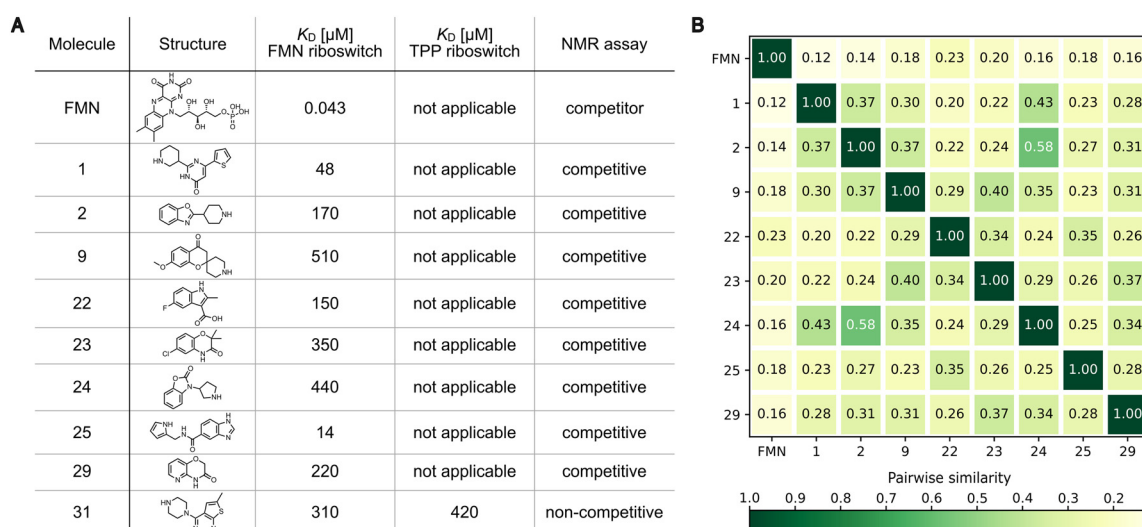 A
Molecule Structure K_D [µM] FMN riboswitch K_D [µM] TPP riboswitch NMR assay
FMN 0.043 not applicable competitor
1 48 not applicable competitive
2 170 not applicable competitive
9 510 not applicable competitive
22 150 not applicable competitive
23 350 not applicable competitive
24 440 not applicable competitive
25 14 not applicable competitive
29 220 not applicable competitive
31 310 420 non-competitive
B
FMN 1.00 0.12 0.14 0.18 0.23 0.20 0.16 0.18 0.16
1 0.12 1.00 0.37 0.30 0.20 0.22 0.43 0.23 0.28
2 0.14 0.37 1.00 0.37 0.22 0.24 0.58 0.27 0.31
9 0.18 0.30 0.37 1.00 0.29 0.40 0.35 0.23 0.31
22 0.23 0.20 0.22 0.29 1.00 0.34 0.24 0.35 0.26
23 0.20 0.22 0.24 0.40 0.34 1.00 0.29 0.26 0.37
24 0.16 0.43 0.58 0.35 0.24 0.29 1.00 0.25 0.34
25 0.18 0.23 0.27 0.23 0.35 0.26 0.25 1.00 0.28
29 0.16 0.28 0.31 0.31 0.26 0.37 0.34 0.28 1.00
FMN 1 2 9 22 23 24 25 29
Pairwise similarity
1.0 0.9 0.8 0.7 0.6 0.5 0.4 0.3 0.2